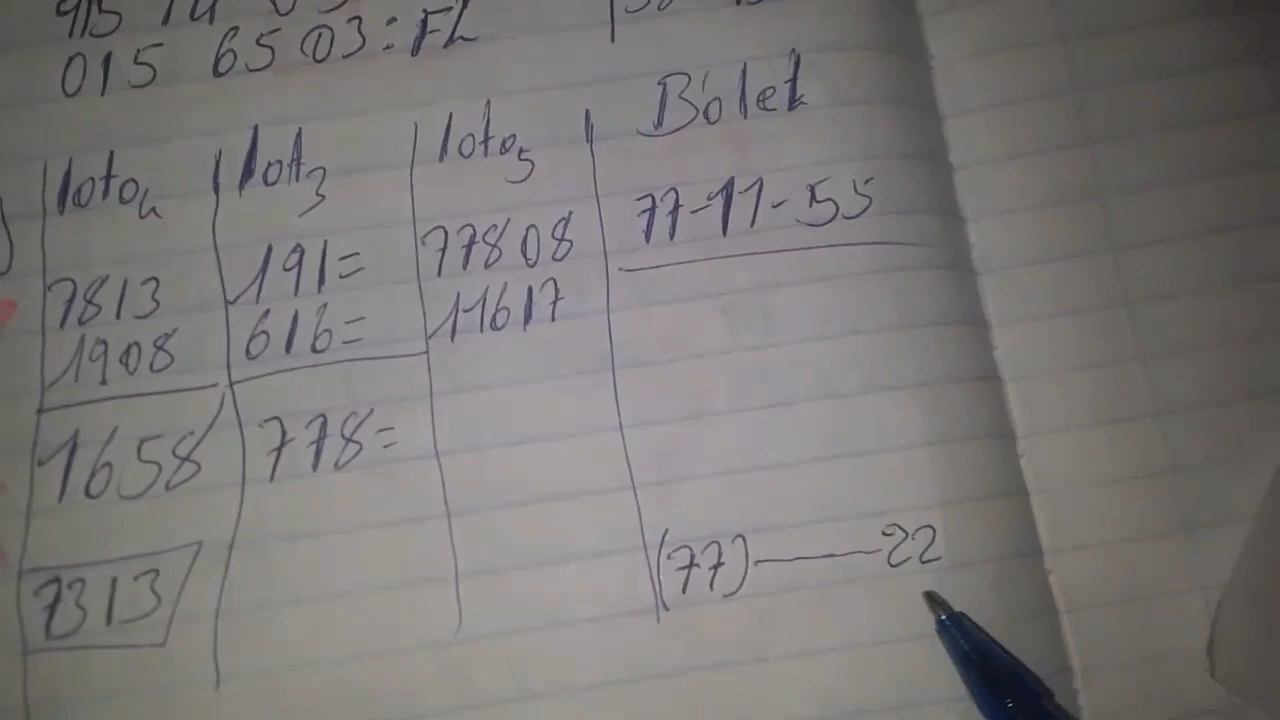 015 65 03: FL
loto4 lot3 loto5 Bòlet
7813 191= 77808 77-11-55
1908 616= 11617
1658 778=
7313 (77)——22